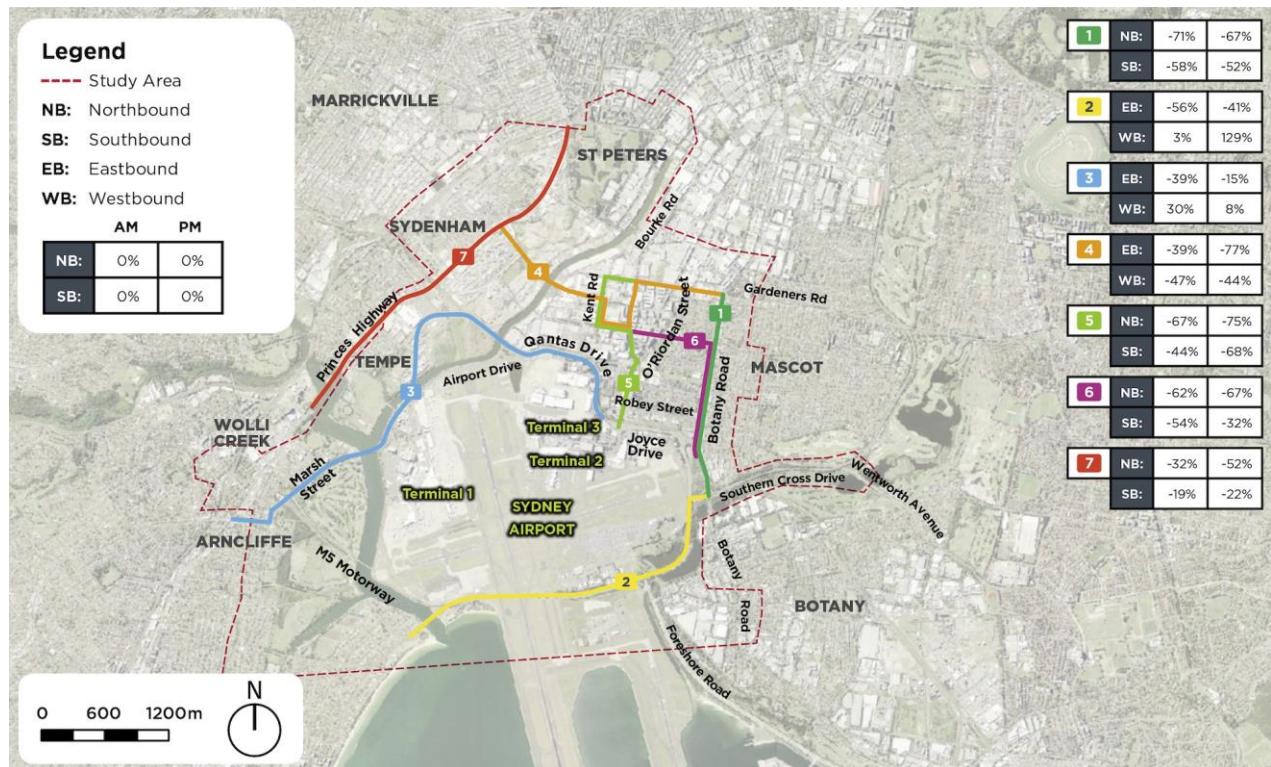 Legend
Study Area
NB: Northbound
SB: Southbound
EB: Eastbound
WB: Westbound
AM PM
NB: 0% 0%
SB: 0% 0%
MARRICKVILLE
ST PETERS
SYDENHAM
Bourke Rd
7
4
Kent Rd
O'Riordan Street
Gardeners Rd
1
Princes Highway
Qantas Drive
6
TEMPE
Airport Drive
MASCOT
5
3
Robey Street
Botany Road
WOLLI
CREEK
Terminal 3
Joyce
Drive
Terminal 2
Marsh
Street
Terminal 1
Southern Cross Drive
Wentworth Avenue
SYDNEY
AIRPORT
ARNCLIFFE
M5 Motorway
Botany
Road
2
BOTANY
Foreshore Road
0 600 1200m
N
1 NB: -71% -67%
SB: -58% -52%
2 EB: -56% -41%
WB: 3% 129%
3 EB: -39% -15%
WB: 30% 8%
4 EB: -39% -77%
WB: -47% -44%
5 NB: -67% -75%
SB: -44% -68%
6 NB: -62% -67%
SB: -54% -32%
7 NB: -32% -52%
SB: -19% -22%